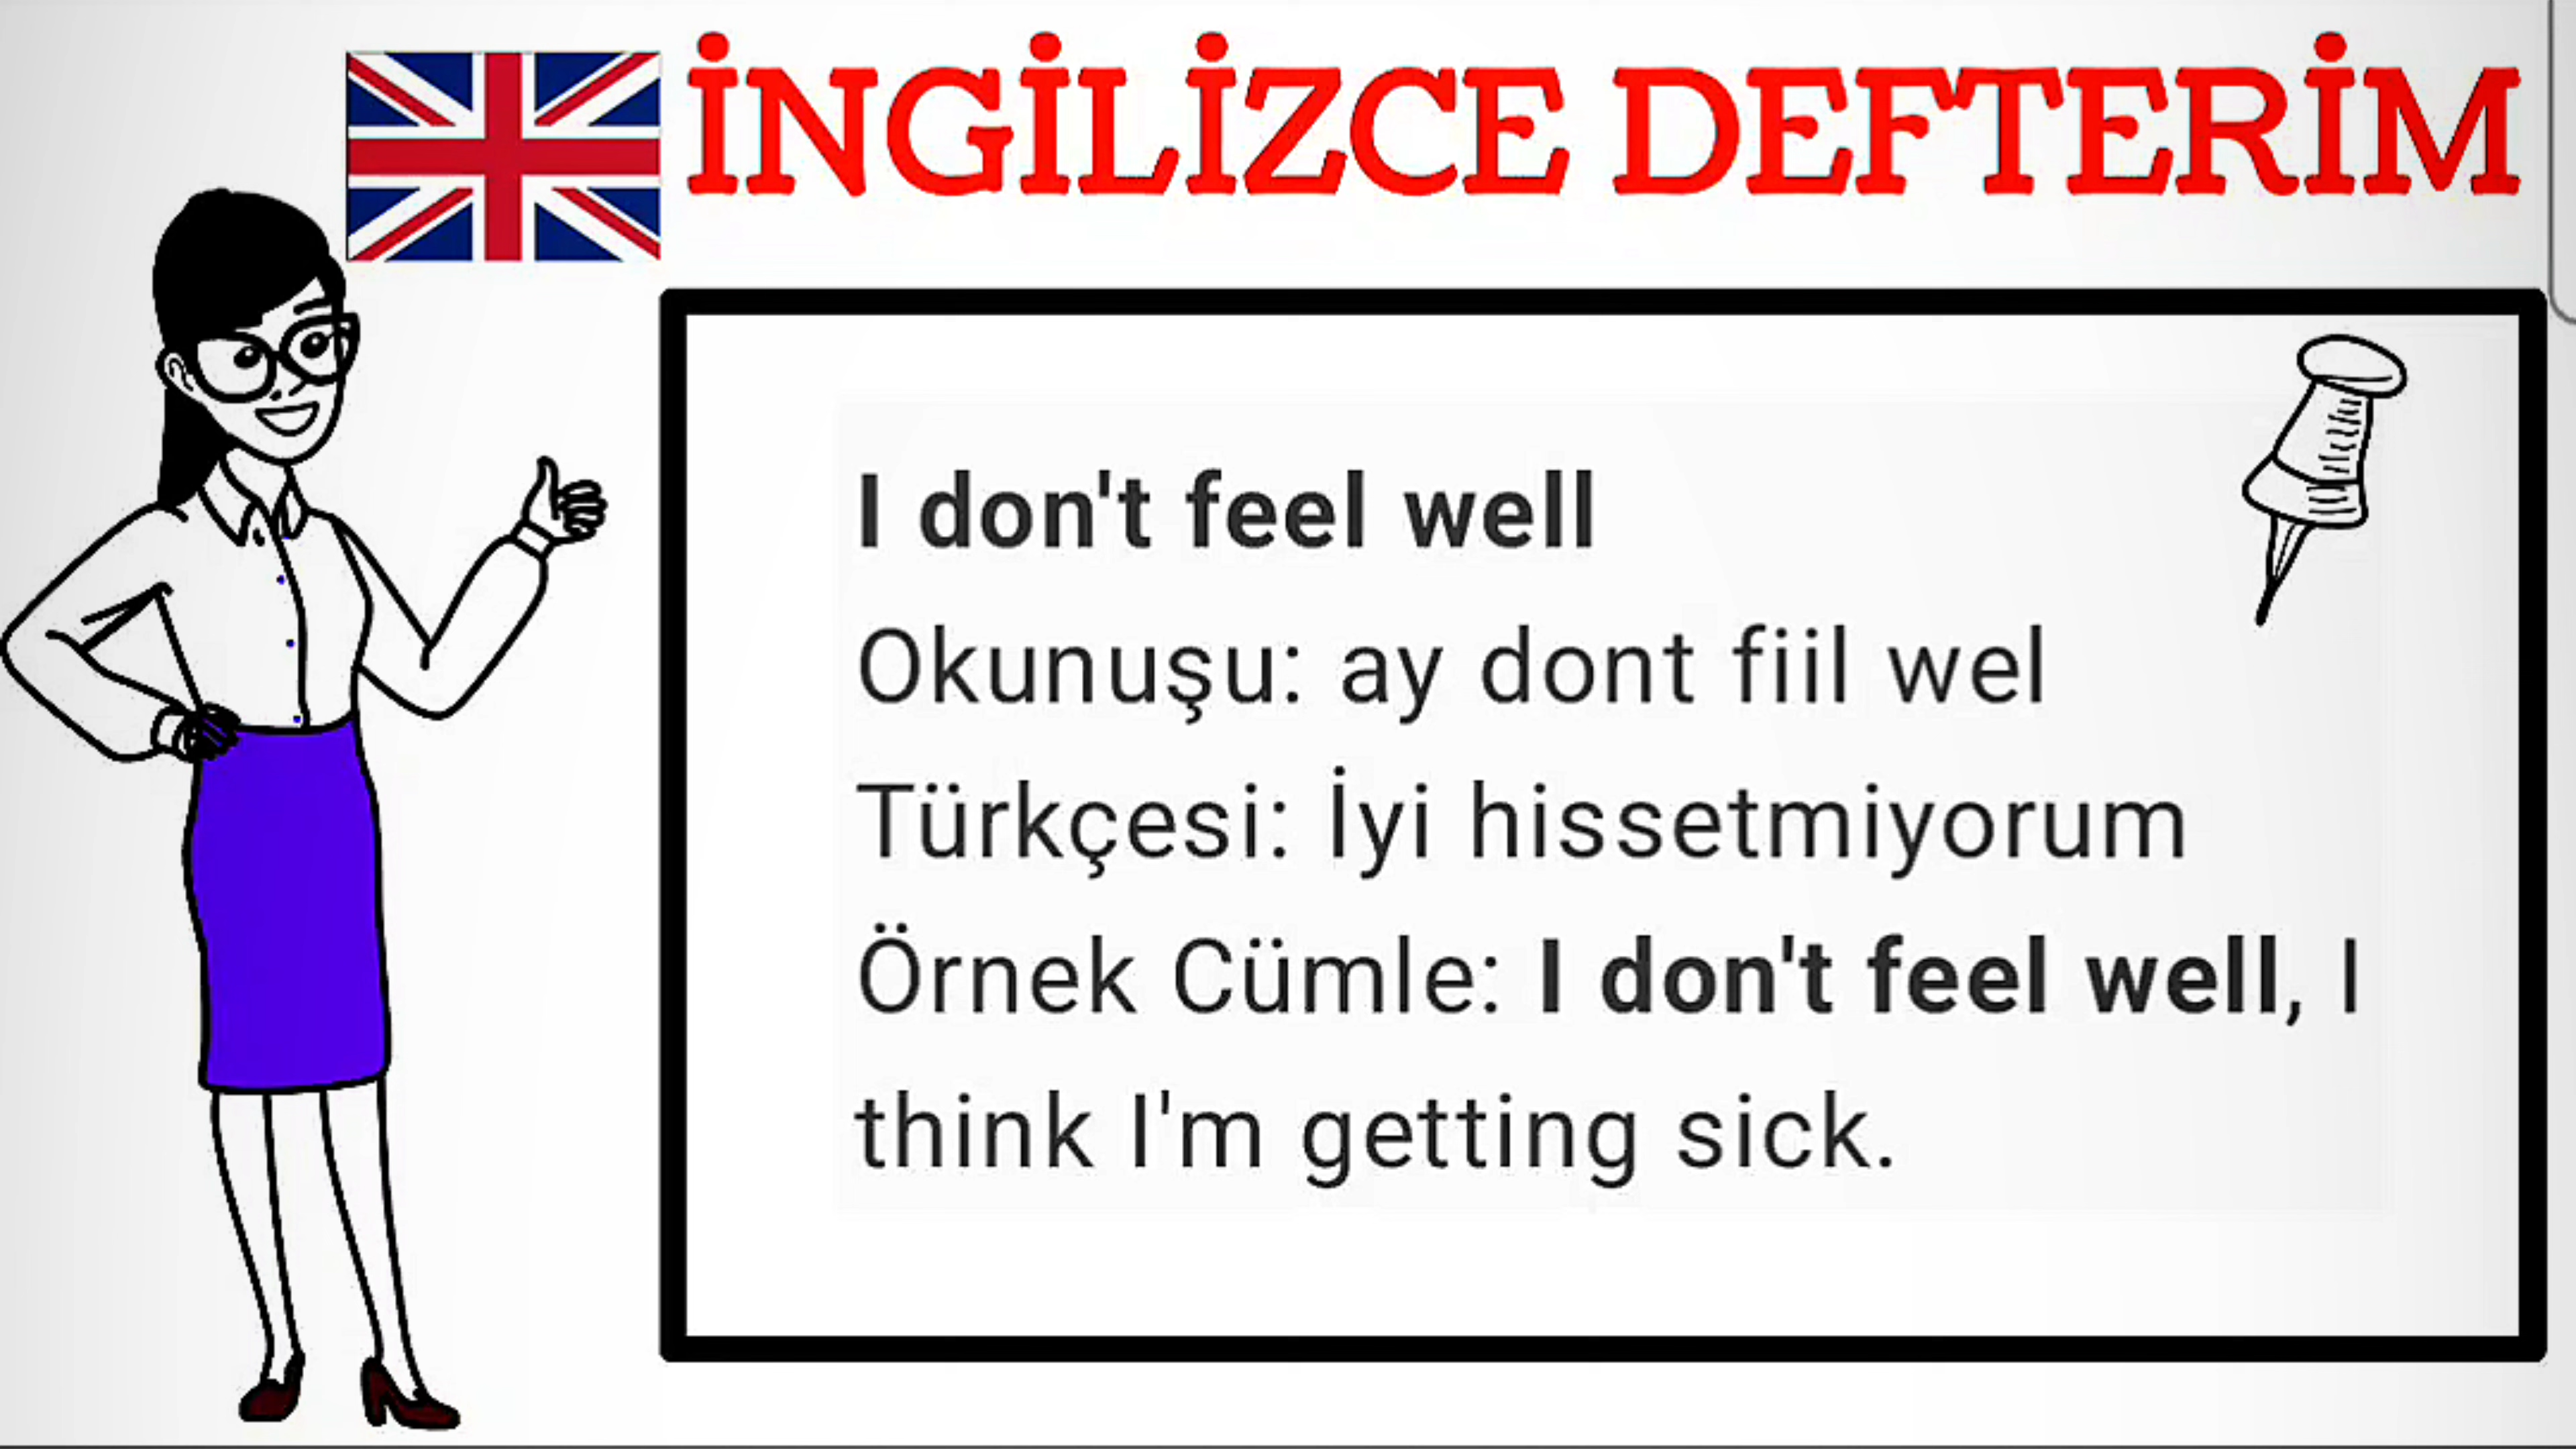 İNGİLİZCE DEFTERİM
I don't feel well
Okunuşu: ay dont fiil wel
Türkçesi: İyi hissetmiyorum
Örnek Cümle: I don't feel well, I
think I'm getting sick.